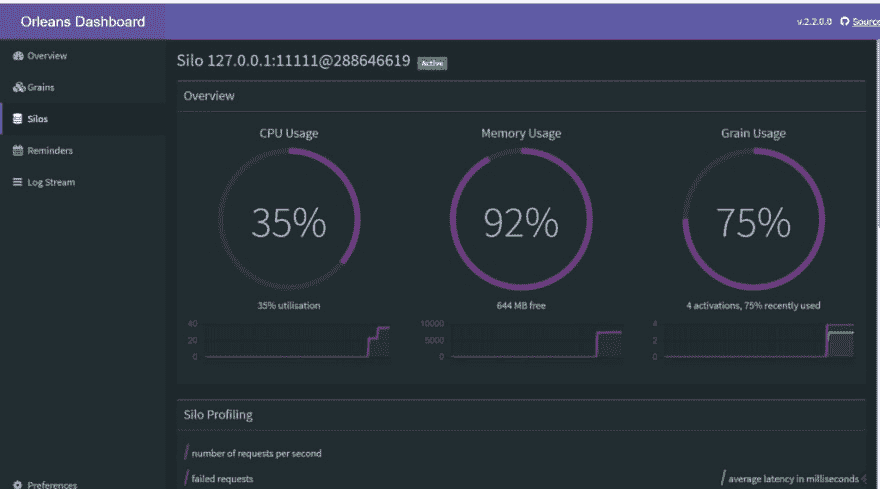 Orleans Dashboard
v.2.2.0.0 Source
Overview
Grains
Silos
Reminders
Log Stream
Preferences
Silo 127.0.0.1:11111@288646619 Active
Overview
CPU Usage Memory Usage Grain Usage
35% 92% 75%
35% utilisation 644 MB free 4 activations, 75% recently used
40 10000 4
20 5000 2
0 0 0
Silo Profiling
number of requests per second
failed requests average latency in milliseconds